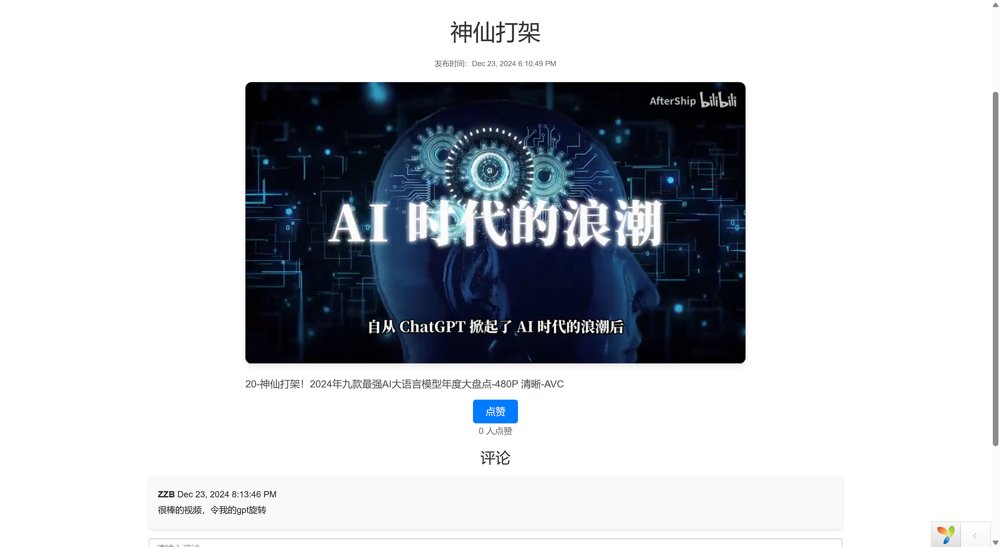 神仙打架
发布时间：Dec 23, 2024 6:10:49 PM
AfterShip bilibili
AI 时代的浪潮
自从 ChatGPT 掀起了 AI 时代的浪潮后
20-神仙打架！2024年九款最强AI大语言模型年度大盘点-480P 清晰-AVC
点赞
0 人点赞
评论
ZZB Dec 23, 2024 8:13:46 PM
很棒的视频，令我的gpt旋转
请输入评论